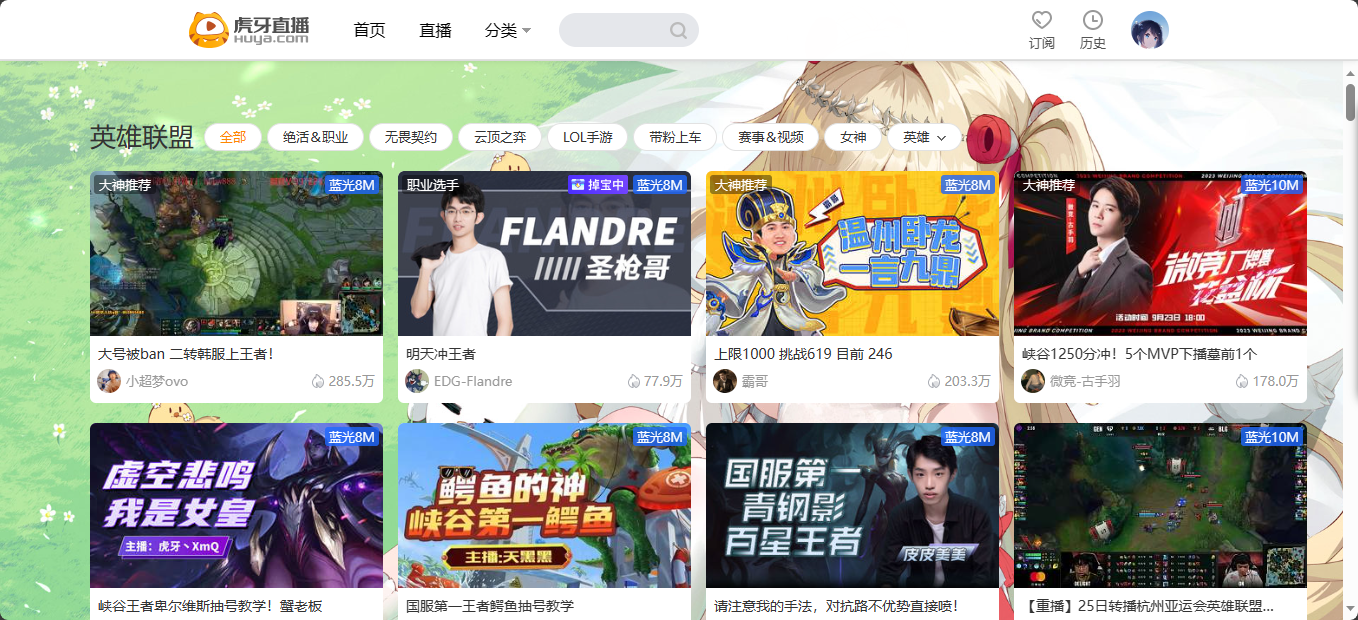 虎牙直播
HUYA.com
首页
直播
分类
订阅
历史
英雄联盟
全部
绝活&职业
无畏契约
云顶之弈
LOL手游
带粉上车
赛事&视频
女神
英雄
大神推荐
蓝光8M
大号被ban 二转韩服上王者！
小超梦ovo
285.5万
职业选手
掉宝中
蓝光8M
FLANDRE
圣枪哥
明天冲王者
EDG-Flandre
77.9万
大神推荐
蓝光8M
温州卧龙
一言九鼎
上限1000 挑战619 目前 246
霸哥
203.3万
大神推荐
蓝光10M
2023 WEIJING BRAND COMPETITION
微竞厂牌赛
花盆杯
活动时间 9月23日 18:00
峡谷1250分冲！5个MVP下播墓前1个
微竞-古手羽
178.0万
蓝光8M
虚空悲鸣
我是女皇
主播：虎牙丶XmQ
峡谷王者卑尔维斯抽号教学！蟹老板
蓝光8M
鳄鱼的神
峡谷第一鳄鱼
主播:天黑黑
国服第一王者鳄鱼抽号教学
蓝光8M
国服第一
青钢影
百星王者
皮皮美美
请注意我的手法，对抗路不优势直接喷！
蓝光10M
GEN
BLG
【重播】25日转播杭州亚运会英雄联盟...